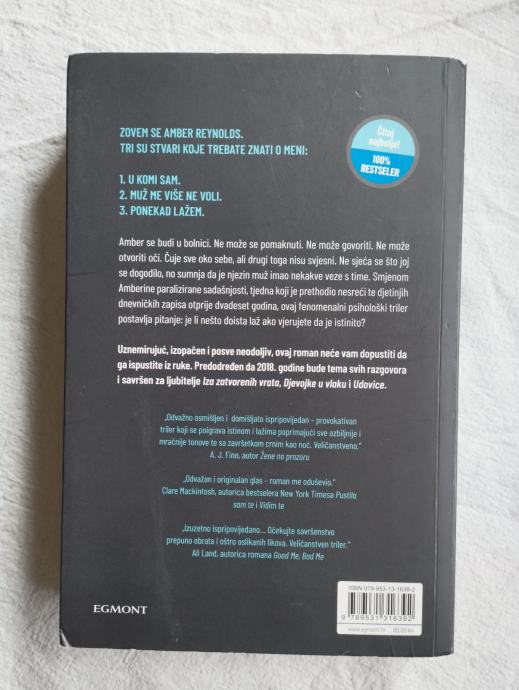 ZOVEM SE AMBER REYNOLDS.
TRI SU STVARI KOJE TREBATE ZNATI O MENI:
Čitaj
najbolje!
100%
BESTSELER
1. U KOMI SAM.
2. MUŽ ME VIŠE NE VOLI.
3. PONEKAD LAŽEM.
Amber se budi u bolnici. Ne može se pomaknuti. Ne može govoriti. Ne može
otvoriti oči. Čuje sve oko sebe, ali drugi toga nisu svjesni. Ne sjeća se što joj
se dogodilo, no sumnja da je njezin muž imao nekakve veze s time. Smjenom
Amberine paralizirane sadašnjosti, tjedna koji je prethodio nesreći te djetinjih
dnevničkih zapisa otprije dvadeset godina, ovaj fenomenalni psihološki triler
postavlja pitanje: je li nešto doista laž ako vjerujete da je istinito?
Uznemirujuć, izopačen i posve neodoljiv, ovaj roman neće vam dopustiti da
ga ispustite iz ruke. Predodređen da 2018. godine bude tema svih razgovora
i savršen za ljubitelje Iza zatvorenih vrata, Djevojke u vlaku i Udovice.
„Odvažno osmišljen i domišljato ispripovijedan – provokativan
triler koji se poigrava istinom i lažima poprimajući sve ozbiljnije i
mračnije tonove te sa završetkom crnim kao noć. Veličanstveno.“
A. J. Finn, autor Žene na prozoru
„Odvažan i originalan glas – roman me oduševio.“
Clare Mackintosh, autorica bestselera New York Timesa Pustila
sam te i Vidim te
„Izuzetno ispripovijedano... Očekujte savršenstvo
prepuno obrata i oštro oslikanih likova. Veličanstven triler.“
Ali Land, autorica romana Good Me, Bad Me
ISBN 978-953-13-1639-2
9 789531 316392
www.egmont.hr
EGMONT